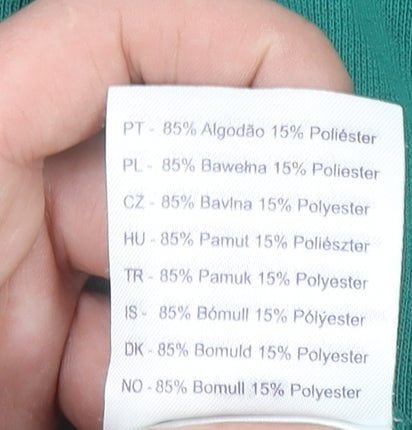 PT - 85% Algodão 15% Poliéster
PL - 85% Bawełna 15% Poliester
CZ - 85% Bavlna 15% Polyester
HU - 85% Pamut 15% Poliészter
TR - 85% Pamuk 15% Polyester
IS - 85% Bómull 15% Pólýester
DK - 85% Bomuld 15% Polyester
NO - 85% Bomull 15% Polyester